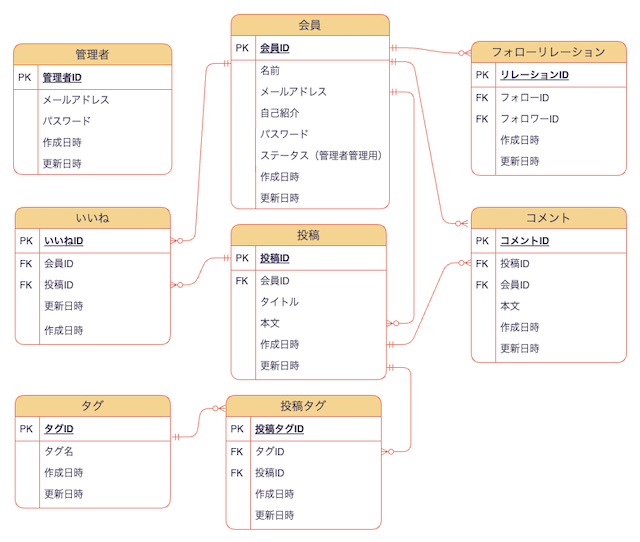 管理者
PK 管理者ID
メールアドレス
パスワード
作成日時
更新日時
会員
PK 会員ID
名前
メールアドレス
自己紹介
パスワード
ステータス（管理者管理用）
作成日時
更新日時
フォローリレーション
PK リレーションID
FK フォローID
FK フォロワーID
作成日時
更新日時
いいね
PK いいねID
FK 会員ID
FK 投稿ID
更新日時
作成日時
投稿
PK 投稿ID
FK 会員ID
タイトル
本文
作成日時
更新日時
コメント
PK コメントID
FK 投稿ID
FK 会員ID
本文
作成日時
更新日時
タグ
PK タグID
タグ名
作成日時
更新日時
投稿タグ
PK 投稿タグID
FK タグID
FK 投稿ID
作成日時
更新日時